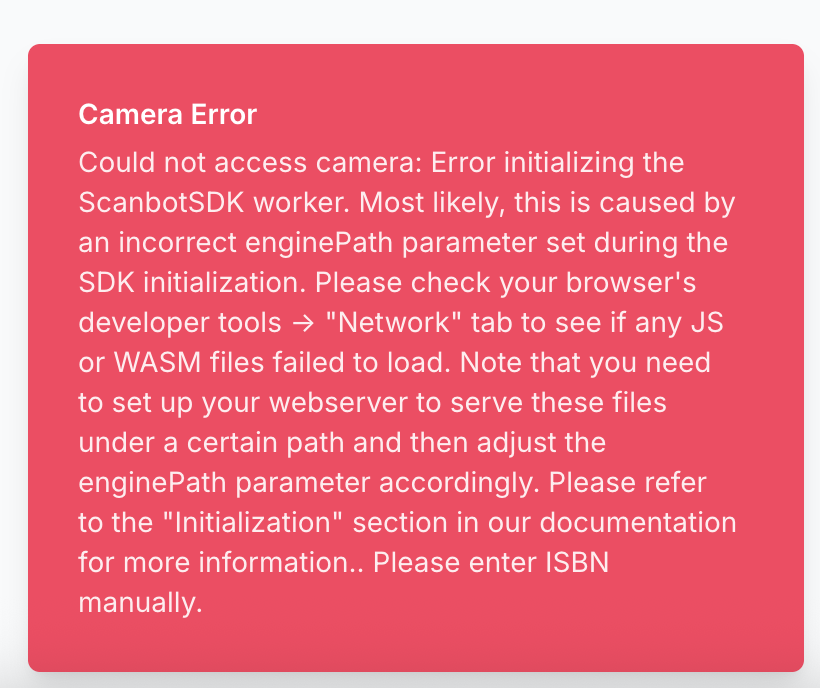 Camera Error
Could not access camera: Error initializing the
ScanbotSDK worker. Most likely, this is caused by
an incorrect enginePath parameter set during the
SDK initialization. Please check your browser's
developer tools → "Network" tab to see if any JS
or WASM files failed to load. Note that you need
to set up your webserver to serve these files
under a certain path and then adjust the
enginePath parameter accordingly. Please refer
to the "Initialization" section in our documentation
for more information.. Please enter ISBN
manually.